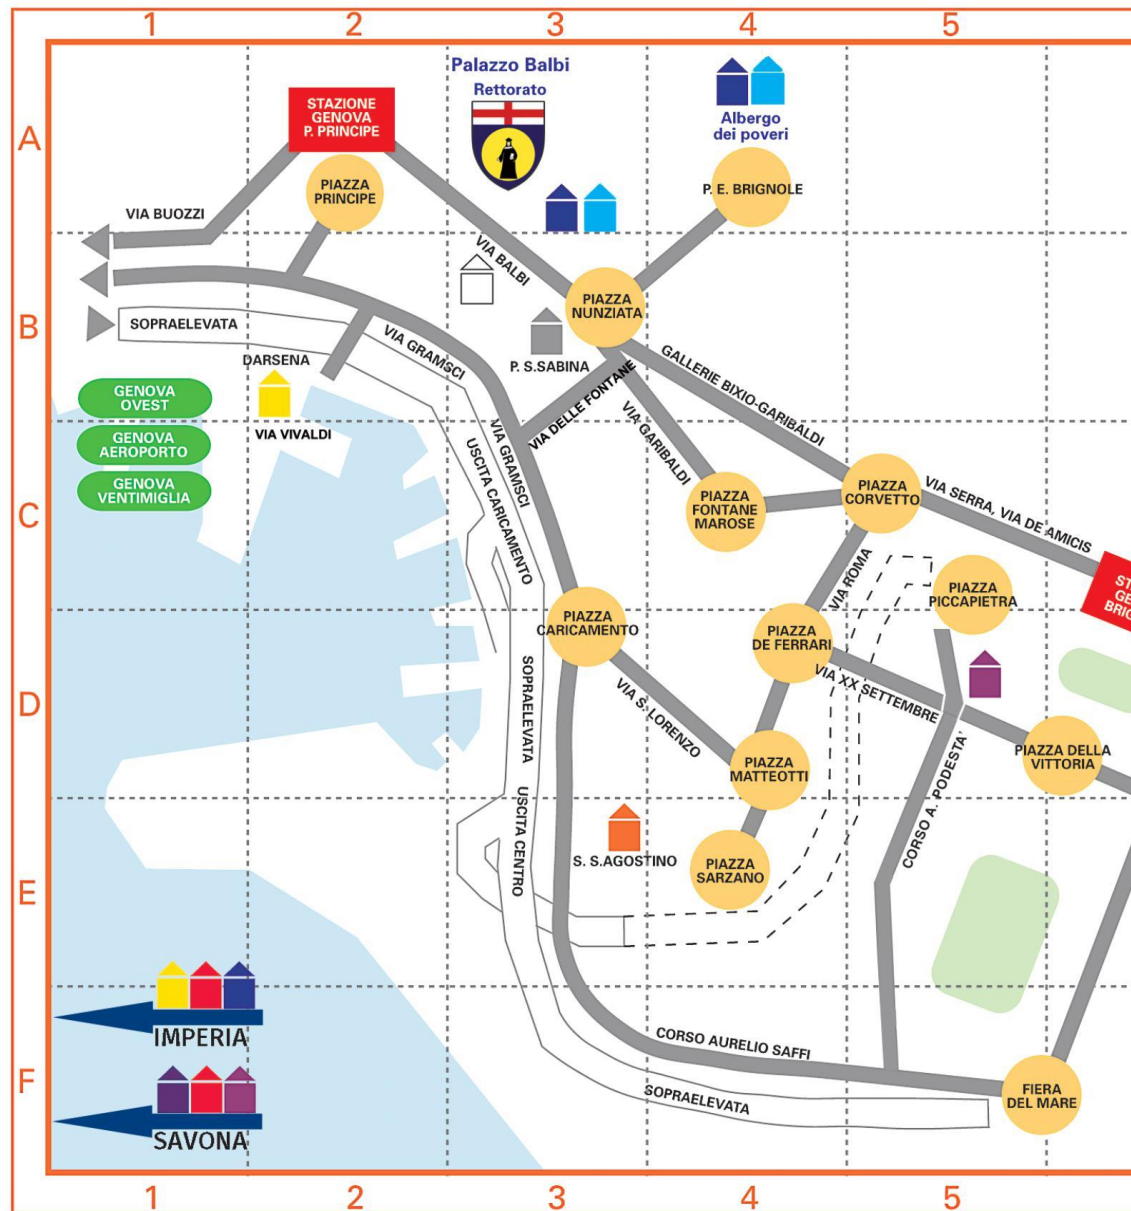 1 2 3 4 5
A
B
C
D
E
F
Palazzo Balbi
Rettorato
STAZIONE
GENOVA
P. PRINCIPE
Albergo
dei poveri
PIAZZA
PRINCIPE
P. E. BRIGNOLE
VIA BUOZZI
VIA BALBI
PIAZZA
NUNZIATA
SOPRAELEVATA
VIA GRAMSCI
P. S.SABINA
GALLERIE BIXIO-GARIBALDI
DARSENA
VIA DELLE FONTANE
GENOVA
OVEST
VIA VIVALDI
VIA GRAMSCI
VIA GARIBALDI
GENOVA
AEROPORTO
USCITA CARICAMENTO
GENOVA
VENTIMIGLIA
PIAZZA
FONTANE
MAROSE
PIAZZA
CORVETTO
VIA SERRA, VIA DE AMICIS
VIA ROMA
PIAZZA
PICCAPIETRA
PIAZZA
CARICAMENTO
PIAZZA
DE FERRARI
SOPRAELEVATA
VIA S. LORENZO
VIA XX SETTEMBRE
PIAZZA
MATTEOTTI
PIAZZA DELLA
VITTORIA
USCITA CENTRO
CORSO A. PODESTA'
S. S.AGOSTINO
PIAZZA
SARZANO
IMPERIA
CORSO AURELIO SAFFI
SOPRAELEVATA
FIERA
DEL MARE
SAVONA
1 2 3 4 5